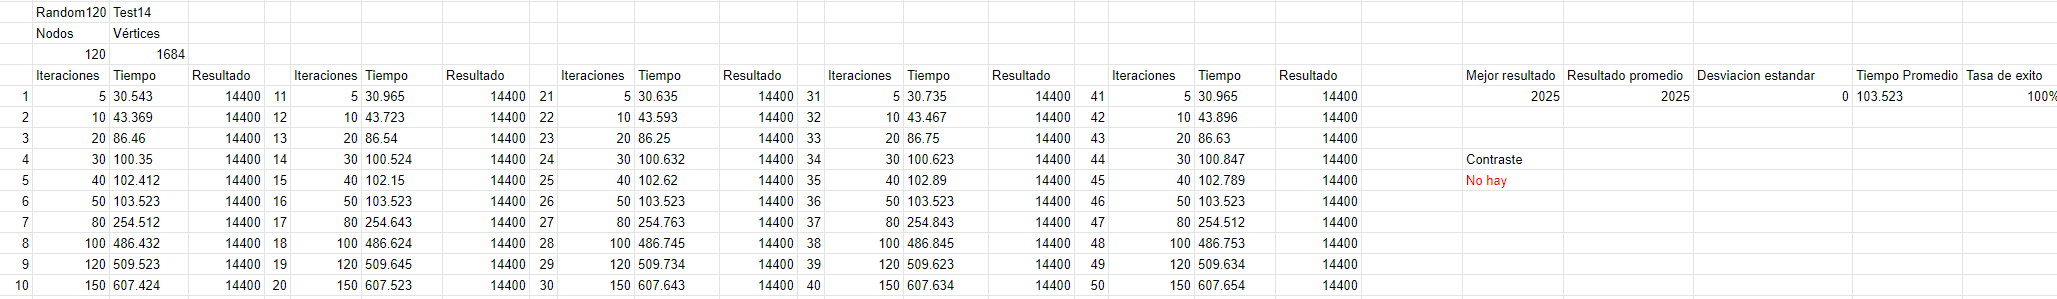 Random120 Test14
Nodos Vértices
120 1684
Iteraciones Tiempo Resultado Iteraciones Tiempo Resultado Iteraciones Tiempo Resultado Iteraciones Tiempo Resultado Iteraciones Tiempo Resultado Mejor resultado Resultado promedio Desviacion estandar Tiempo Promedio Tasa de exito
1 5 30.543 14400 11 5 30.965 14400 21 5 30.635 14400 31 5 30.735 14400 41 5 30.965 14400 2025 2025 0 103.523 100%
2 10 43.369 14400 12 10 43.723 14400 22 10 43.593 14400 32 10 43.467 14400 42 10 43.896 14400
3 20 86.46 14400 13 20 86.54 14400 23 20 86.25 14400 33 20 86.75 14400 43 20 86.63 14400
4 30 100.35 14400 14 30 100.524 14400 24 30 100.632 14400 34 30 100.623 14400 44 30 100.847 14400 Contraste
5 40 102.412 14400 15 40 102.15 14400 25 40 102.62 14400 35 40 102.89 14400 45 40 102.789 14400 No hay
6 50 103.523 14400 16 50 103.523 14400 26 50 103.523 14400 36 50 103.523 14400 46 50 103.523 14400
7 80 254.512 14400 17 80 254.643 14400 27 80 254.763 14400 37 80 254.843 14400 47 80 254.512 14400
8 100 486.432 14400 18 100 486.624 14400 28 100 486.745 14400 38 100 486.845 14400 48 100 486.753 14400
9 120 509.523 14400 19 120 509.645 14400 29 120 509.734 14400 39 120 509.623 14400 49 120 509.634 14400
10 150 607.424 14400 20 150 607.523 14400 30 150 607.643 14400 40 150 607.634 14400 50 150 607.654 14400